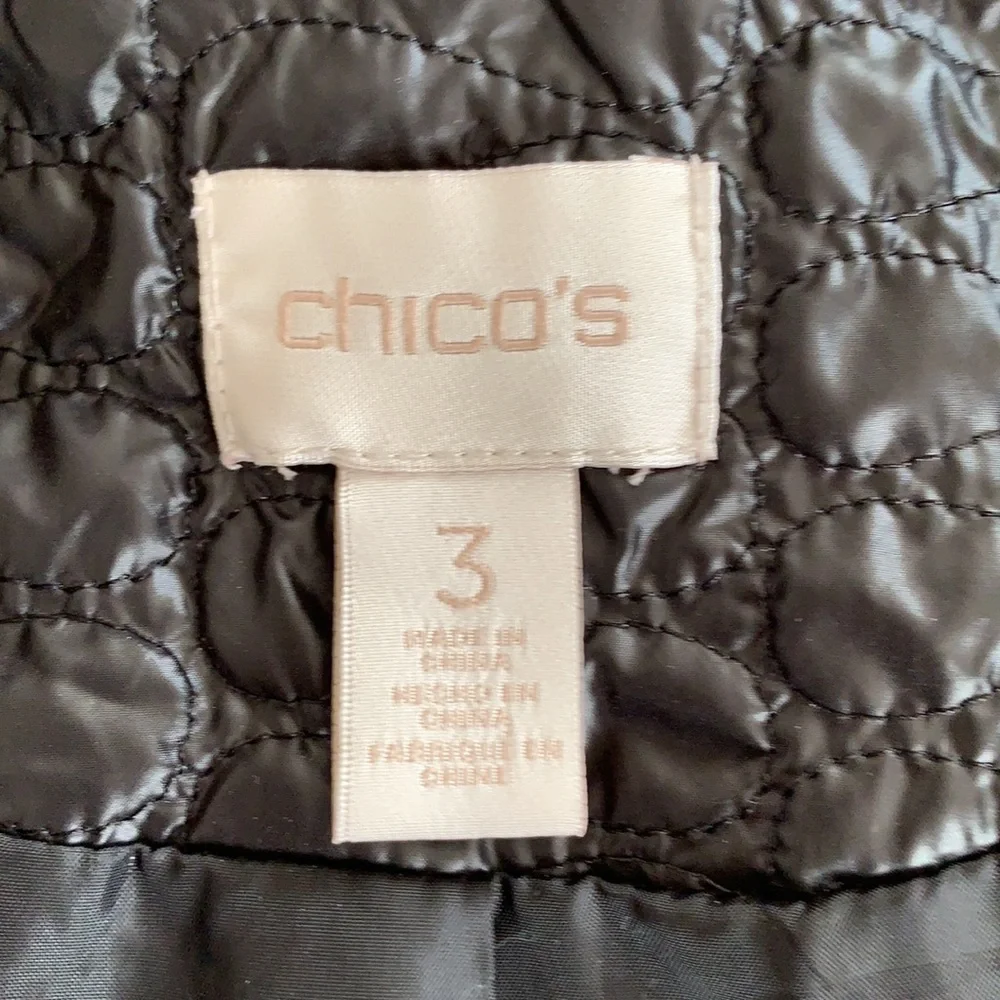 chico's
3
MADE IN
CHINA
HECHO EN
CHINA
FABRIQUE EN
CHINE